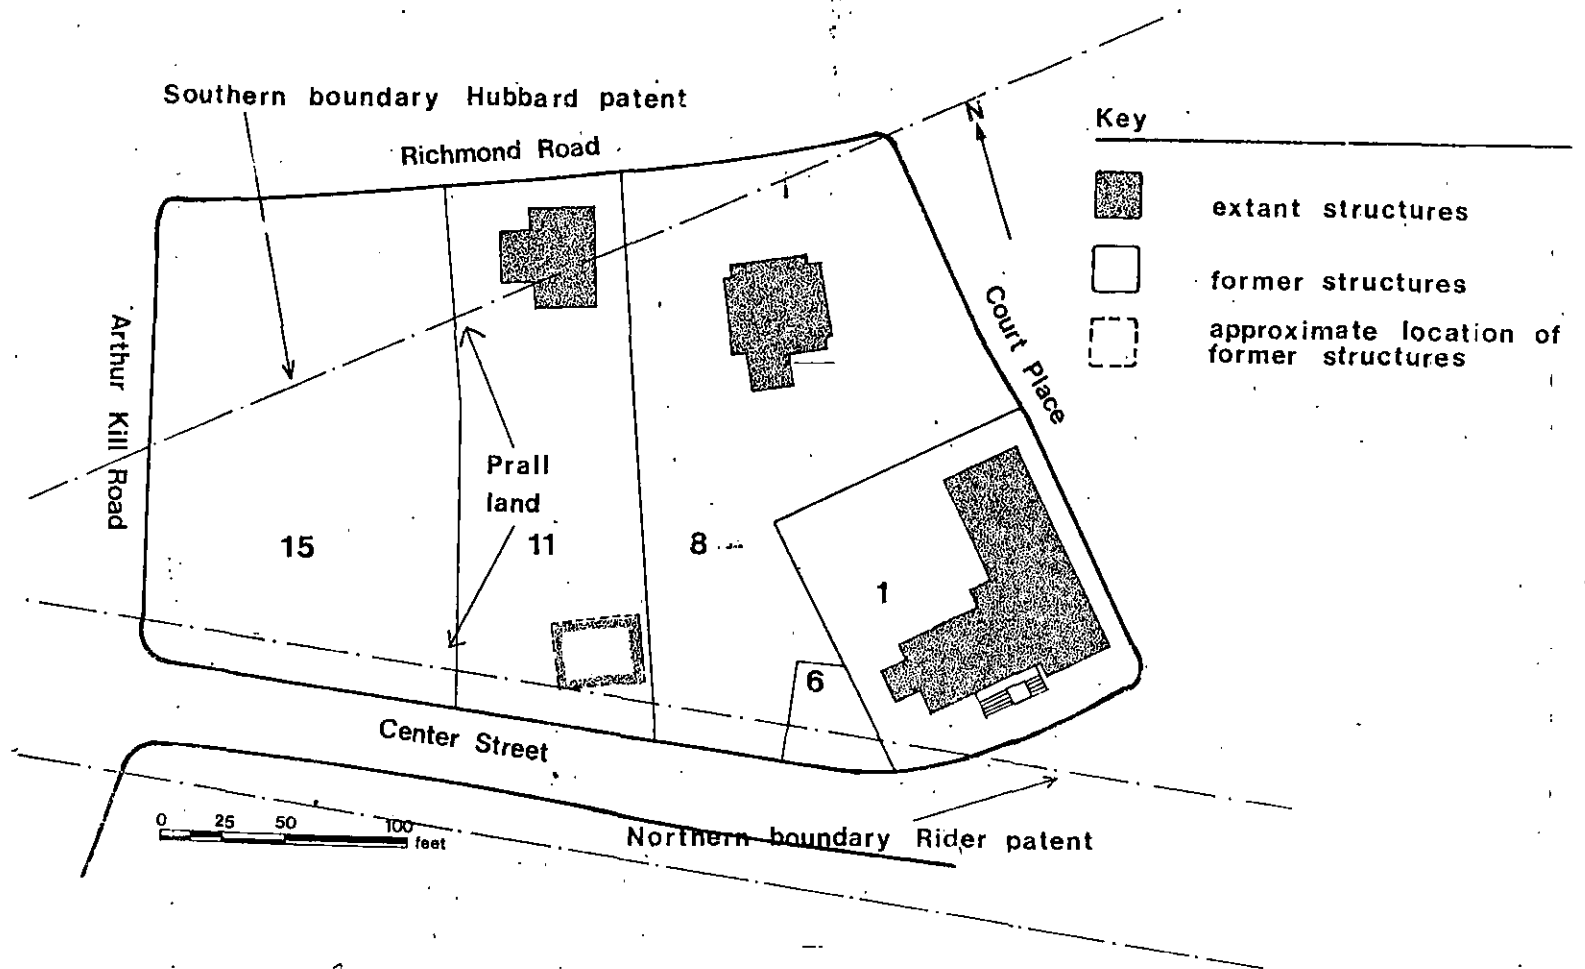 Southern boundary Hubbard patent
Richmond Road
N
Key
extant structures
former structures
approximate location of
former structures
Court Place
Arthur Kill Road
Prall
land
15
11
8
1
6
Center Street
0 25 50 100
feet
Northern boundary Rider patent